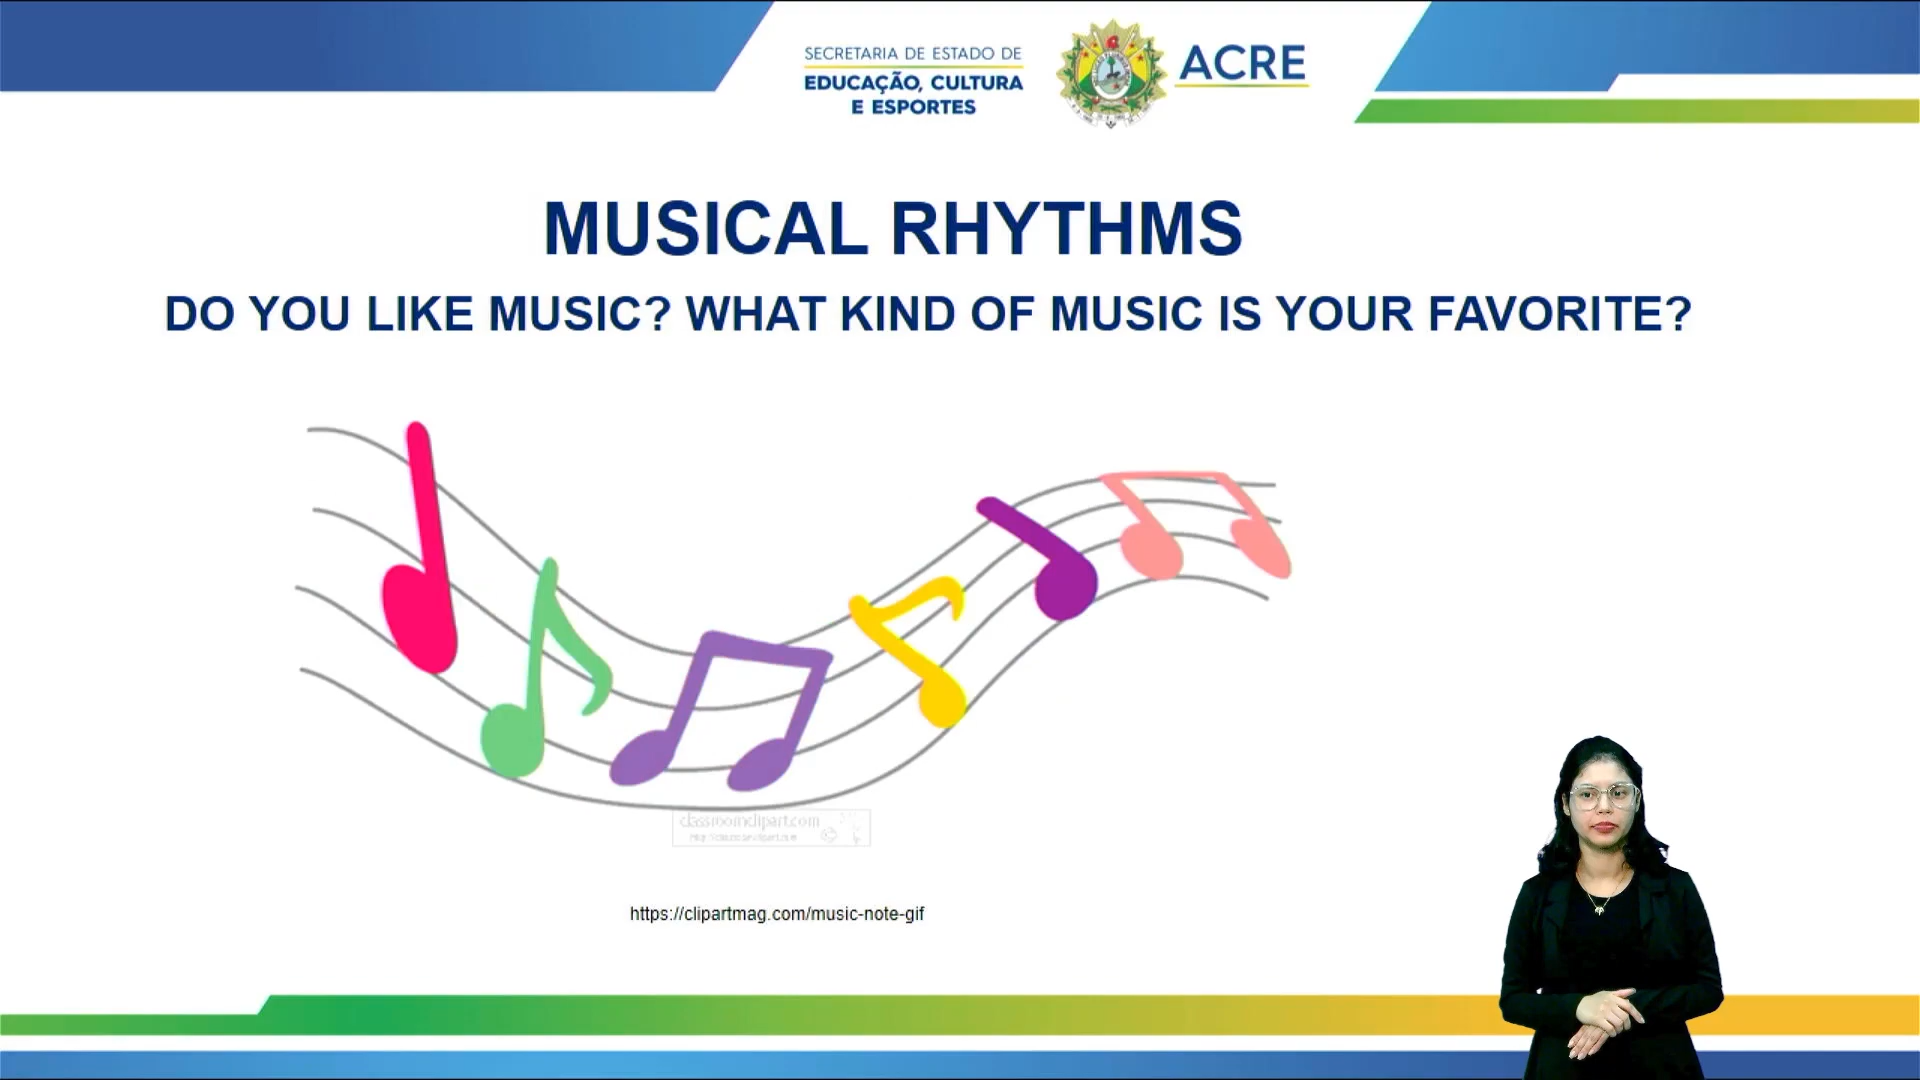 SECRETARIA DE ESTADO DE
EDUCAÇÃO, CULTURA
E ESPORTES
ACRE
MUSICAL RHYTHMS
DO YOU LIKE MUSIC? WHAT KIND OF MUSIC IS YOUR FAVORITE?
classroomclipart.com
https://clipartmag.com/music-note-gif